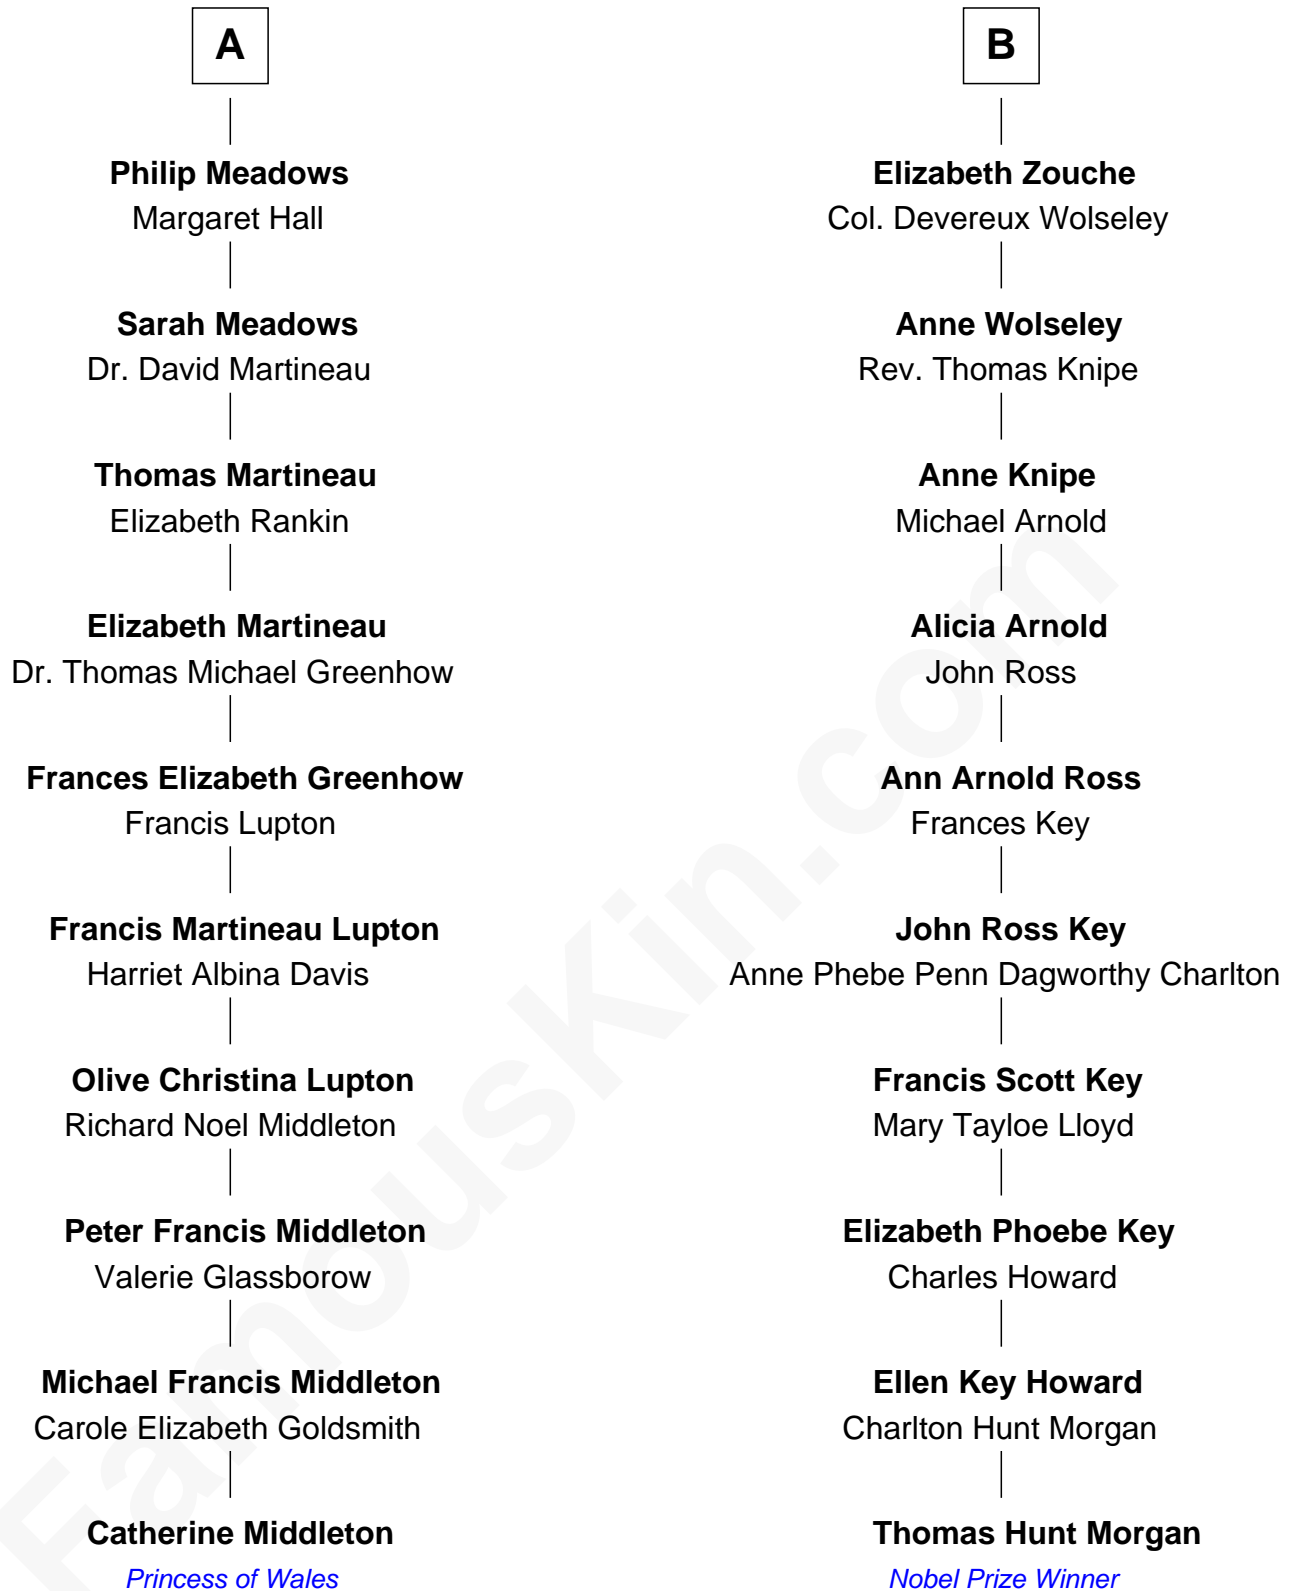 A
Philip Meadows
Margaret Hall
Sarah Meadows
Dr. David Martineau
Thomas Martineau
Elizabeth Rankin
Elizabeth Martineau
Dr. Thomas Michael Greenhow
Frances Elizabeth Greenhow
Francis Lupton
Francis Martineau Lupton
Harriet Albina Davis
Olive Christina Lupton
Richard Noel Middleton
Peter Francis Middleton
Valerie Glassborow
Michael Francis Middleton
Carole Elizabeth Goldsmith
Catherine Middleton
Princess of Wales
B
Elizabeth Zouche
Col. Devereux Wolseley
Anne Wolseley
Rev. Thomas Knipe
Anne Knipe
Michael Arnold
Alicia Arnold
John Ross
Ann Arnold Ross
Frances Key
John Ross Key
Anne Phebe Penn Dagworthy Charlton
Francis Scott Key
Mary Tayloe Lloyd
Elizabeth Phoebe Key
Charles Howard
Ellen Key Howard
Charlton Hunt Morgan
Thomas Hunt Morgan
Nobel Prize Winner
FamousKin.com